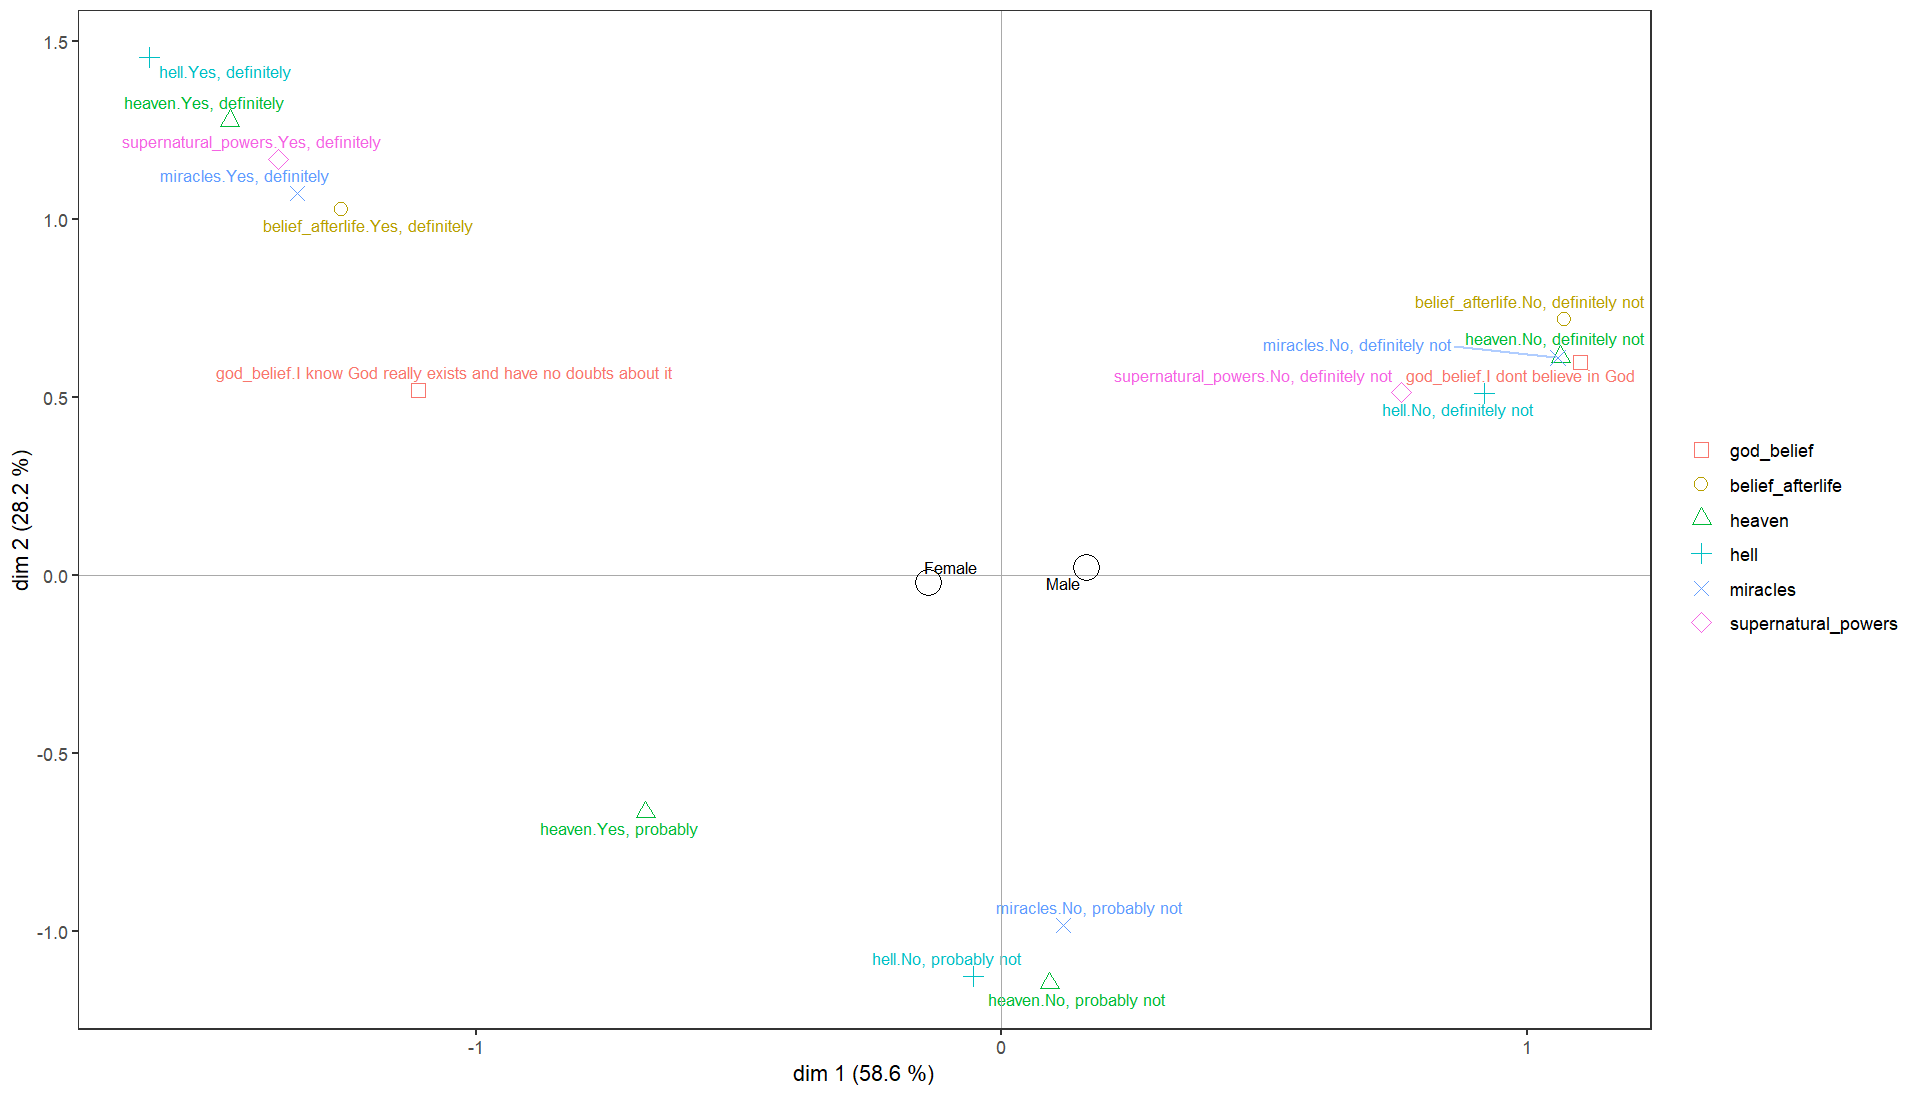 1.5
hell.Yes, definitely
heaven.Yes, definitely
supernatural_powers.Yes, definitely
miracles.Yes, definitely
1.0
belief_afterlife.Yes, definitely
belief_afterlife.No, definitely not
heaven.No, definitely not
miracles.No, definitely not
god_belief.I know God really exists and have no doubts about it
supernatural_powers.No, definitely not
god_belief.I dont believe in God
0.5
hell.No, definitely not
god_belief
belief_afterlife
heaven
hell
miracles
supernatural_powers
dim 2 (28.2 %)
Female
0.0
Male
-0.5
heaven.Yes, probably
miracles.No, probably not
-1.0
hell.No, probably not
heaven.No, probably not
-1
0
1
dim 1 (58.6 %)